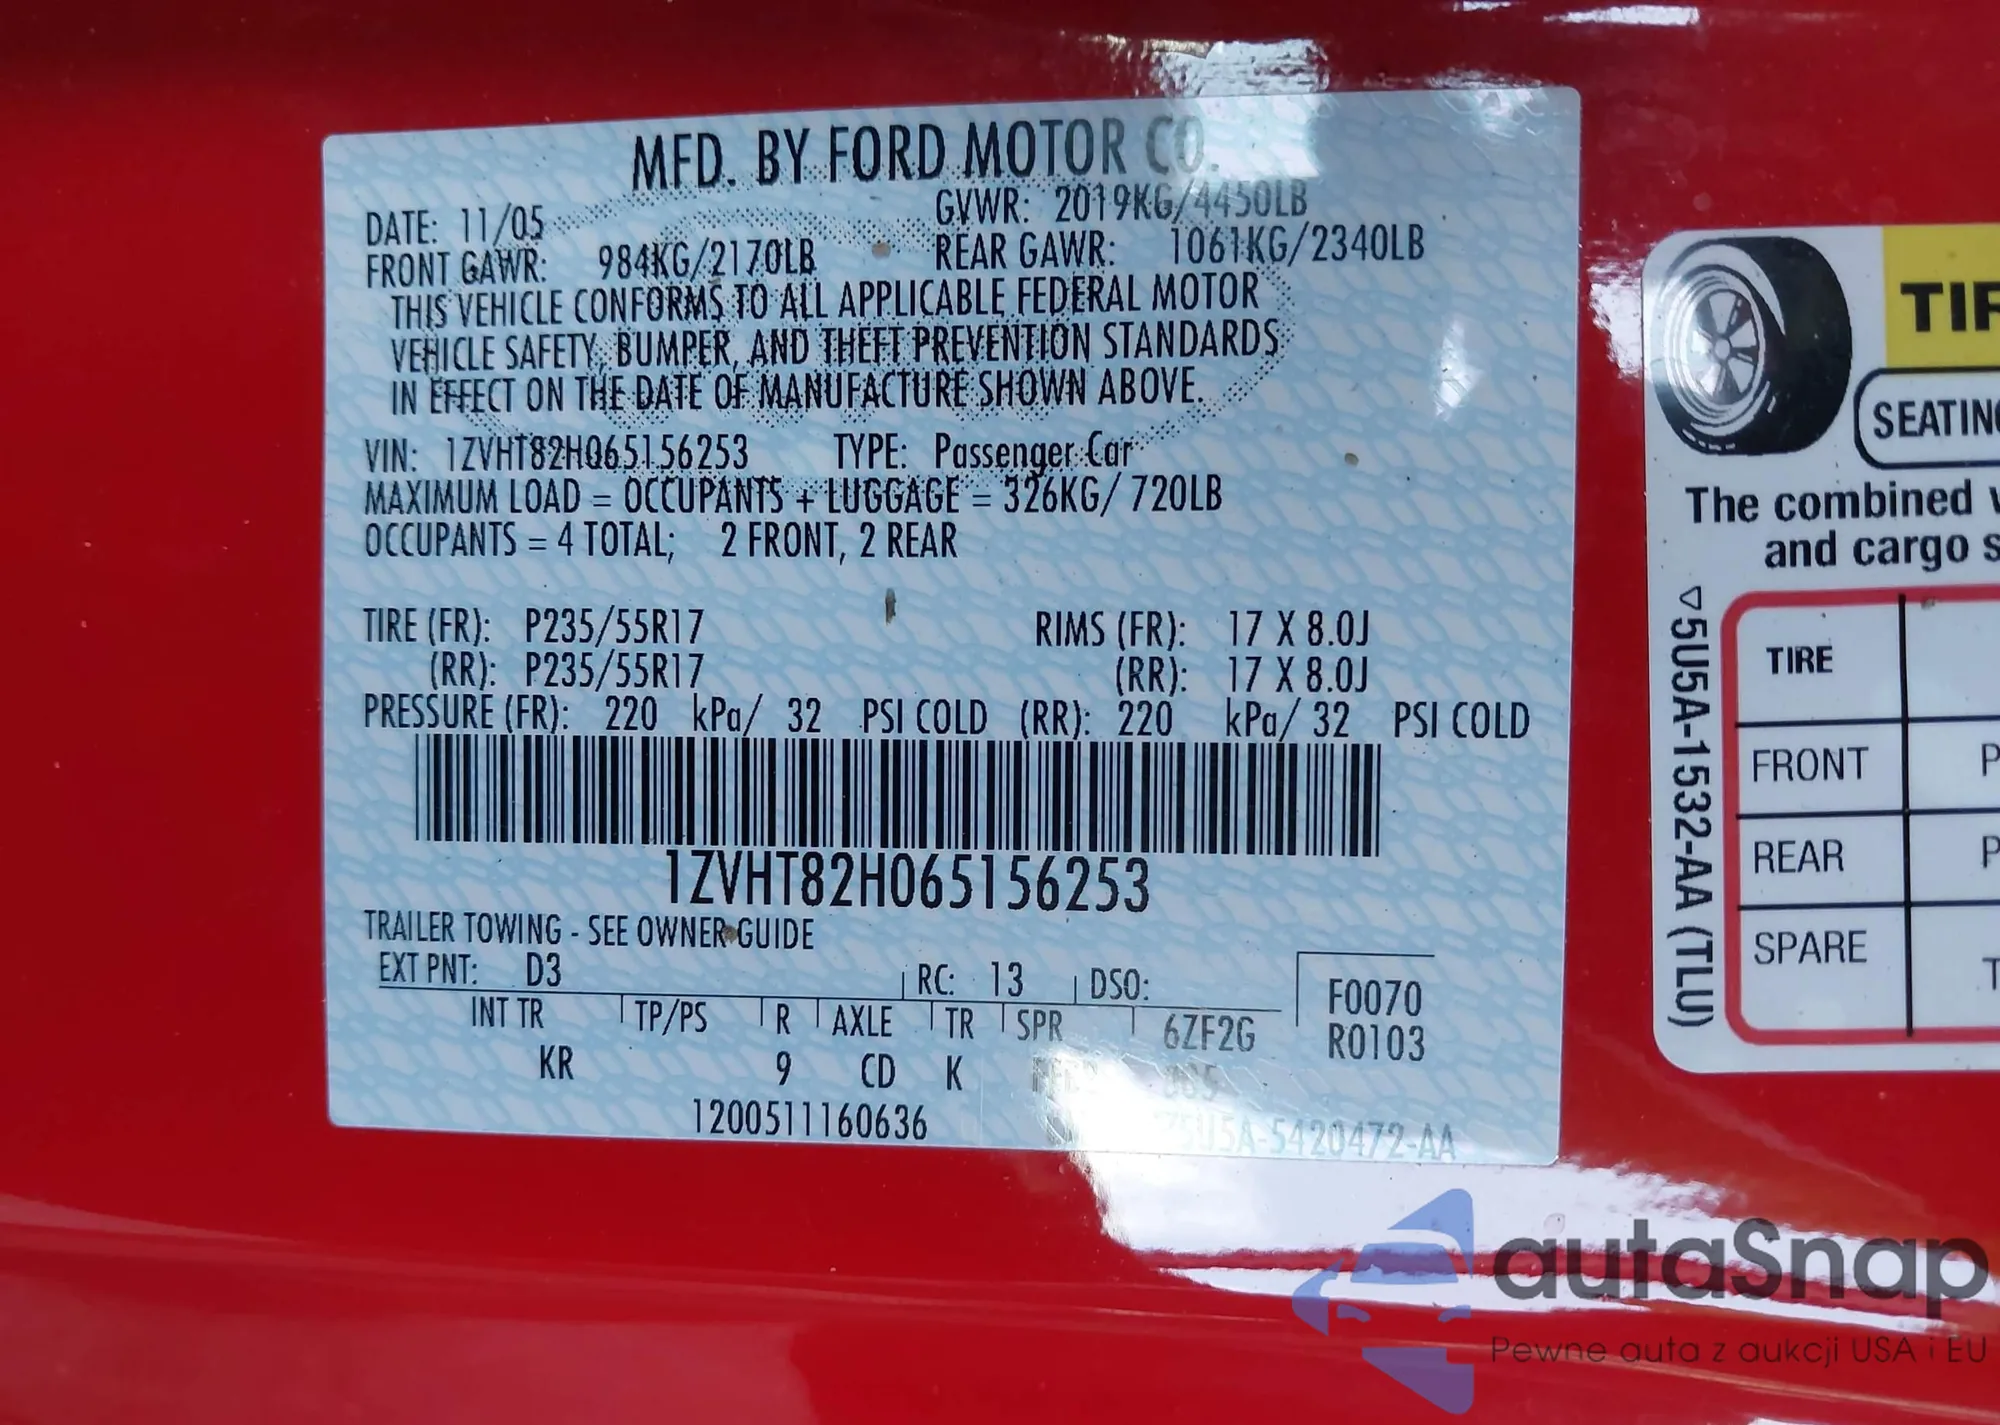 MFD. BY FORD MOTOR CO.
DATE: 11/05 GVWR: 2019KG/4450LB
FRONT GAWR: 984KG/2170LB REAR GAWR: 1061KG/2340LB
THIS VEHICLE CONFORMS TO ALL APPLICABLE FEDERAL MOTOR
VEHICLE SAFETY, BUMPER, AND THEFT PREVENTION STANDARDS
IN EFFECT ON THE DATE OF MANUFACTURE SHOWN ABOVE.
VIN: 1ZVHT82H065156253 TYPE: Passenger Car
MAXIMUM LOAD = OCCUPANTS + LUGGAGE = 326KG/ 720LB
OCCUPANTS = 4 TOTAL; 2 FRONT, 2 REAR
TIRE (FR): P235/55R17 RIMS (FR): 17 X 8.0J
(RR): P235/55R17 (RR): 17 X 8.0J
PRESSURE (FR): 220 kPa/ 32 PSI COLD (RR): 220 kPa/ 32 PSI COLD
1ZVHT82H065156253
TRAILER TOWING - SEE OWNER GUIDE
EXT PNT: D3 RC: 13 DSO:
F0070
R0103
INT TR TP/PS R AXLE TR SPR 6ZF2G
KR 9 CD K
1200511160636
5U5A-5420472-AA
TIR
SEATING
The combined
and cargo
▽5U5A-1532-AA (TLU)
TIRE
FRONT P
REAR P
SPARE T
autaSnap
Pewne auta z aukcji USA i EU